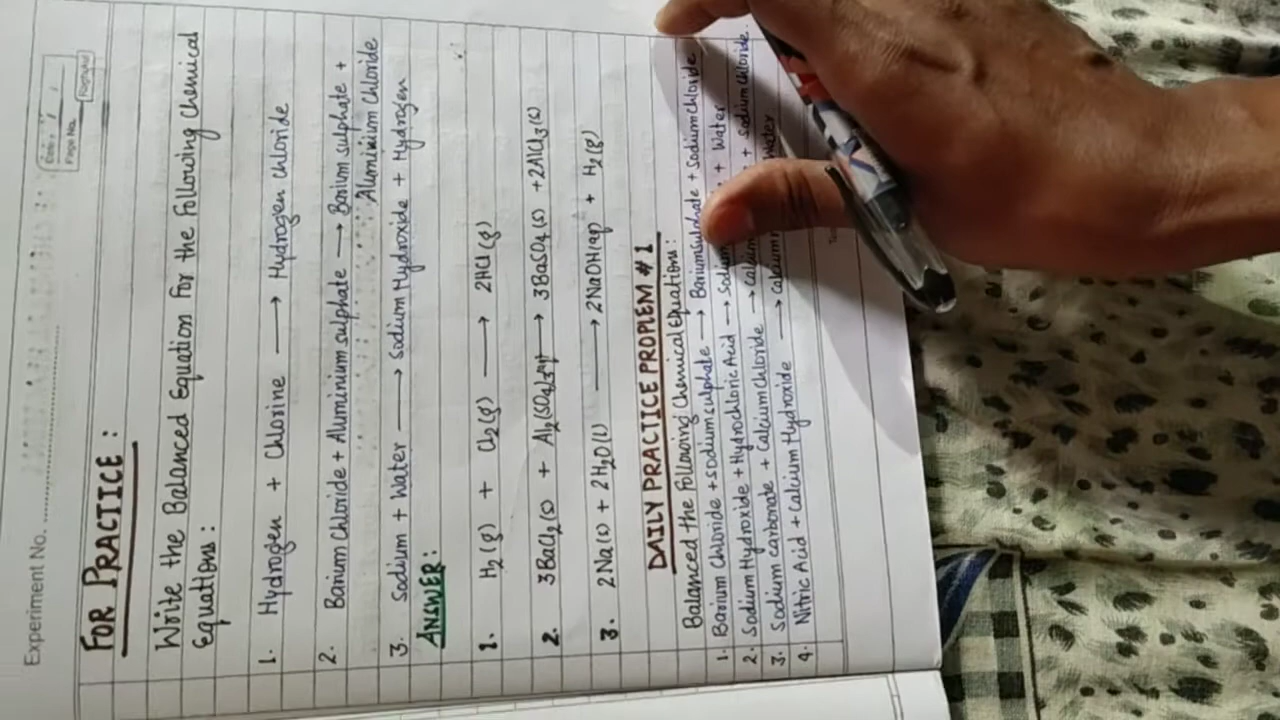 Experiment No.
Date: / /
Page No.
FOR PRACTICE :
Write the Balanced Equation For the Following Chemical
Equations :
1. Hydrogen + Chlorine ⟶ Hydrogen chloride
2. Barium Chloride + Aluminium sulphate ⟶ Barium sulphate +
Aluminium Chloride
3. Sodium + Water ⟶ Sodium Hydroxide + Hydrogen
ANSWER :
1. H₂(g) + Cl₂(g) ⟶ 2HCl(g)
2. 3BaCl₂(s) + Al₂(SO₄)₃ ⟶ 3BaSO₄(s) + 2AlCl₃(s)
3. 2Na(s) + 2H₂O(l) ⟶ 2NaOH(aq) + H₂(g)
DAILY PRACTICE PROPLEM # 1
Balanced the Following Chemical Equations :
1. Barium Chloride + Sodium sulphate ⟶ Barium Sulphate + Sodium Chloride
2. Sodium Hydroxide + Hydrochloric Acid ⟶ + Water
3. Sodium carbonate + Calcium Chloride ⟶ + Sodium Chloride.
4. Nitric Acid + Calcium Hydroxide ⟶ Water